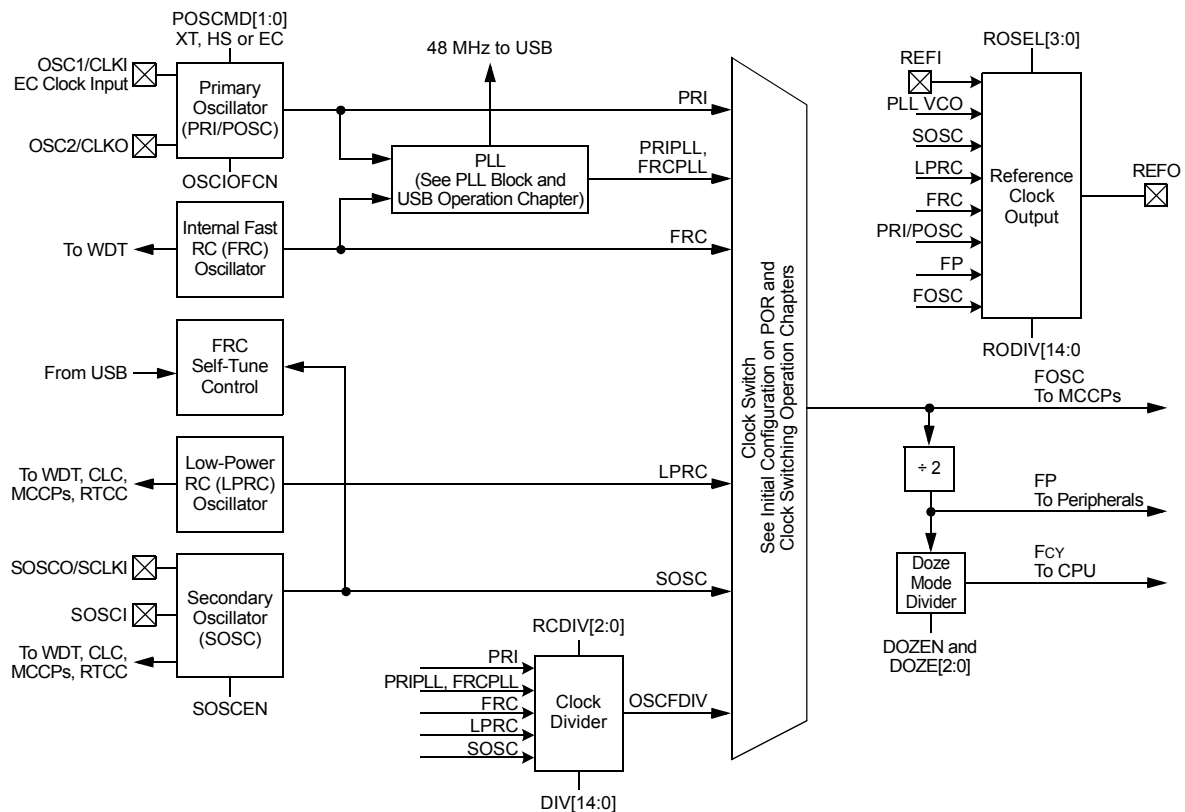 POSCMD[1:0]
XT, HS or EC
OSC1/CLKI
EC Clock Input
Primary
Oscillator
(PRI/POSC)
OSC2/CLKO
OSCIOFCN
48 MHz to USB
PRI
PLL
(See PLL Block and
USB Operation Chapter)
PRIPLL,
FRCPLL
To WDT
Internal Fast
RC (FRC)
Oscillator
FRC
From USB
FRC
Self-Tune
Control
To WDT, CLC,
MCCPs, RTCC
Low-Power
RC (LPRC)
Oscillator
LPRC
SOSCO/SCLKI
SOSCI
To WDT, CLC,
MCCPs, RTCC
Secondary
Oscillator
(SOSC)
SOSCEN
SOSC
RCDIV[2:0]
PRI
PRIPLL, FRCPLL
FRC
LPRC
SOSC
Clock
Divider
OSCFDIV
DIV[14:0]
Clock Switch
See Initial Configuration on POR and
Clock Switching Operation Chapters
ROSEL[3:0]
REFI
PLL VCO
SOSC
LPRC
FRC
PRI/POSC
FP
FOSC
Reference
Clock
Output
REFO
RODIV[14:0
FOSC
To MCCPs
÷ 2
FP
To Peripherals
Doze
Mode
Divider
FCY
To CPU
DOZEN and
DOZE[2:0]